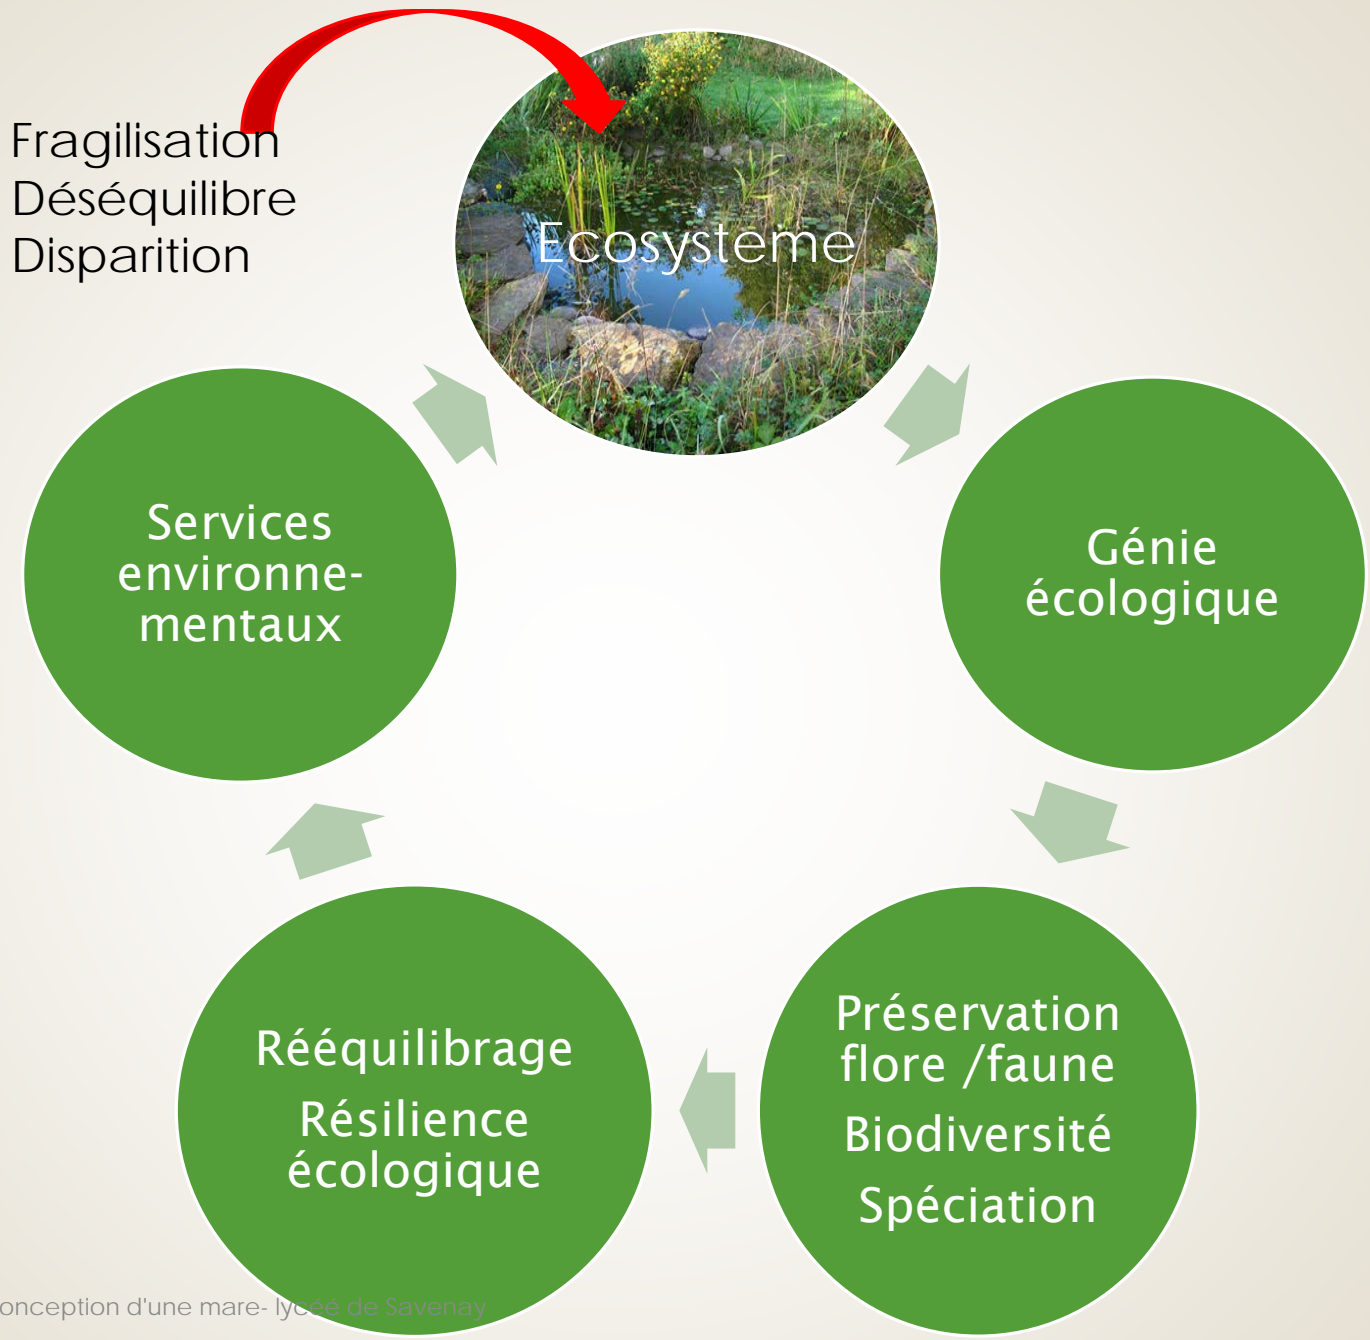 Fragilisation
Déséquilibre
Disparition
Ecosysteme
Services
environne-
mentaux
Génie
écologique
Rééquilibrage
Résilience
écologique
Préservation
flore /faune
Biodiversité
Spéciation
onception d'une mare- lycée de Savenay